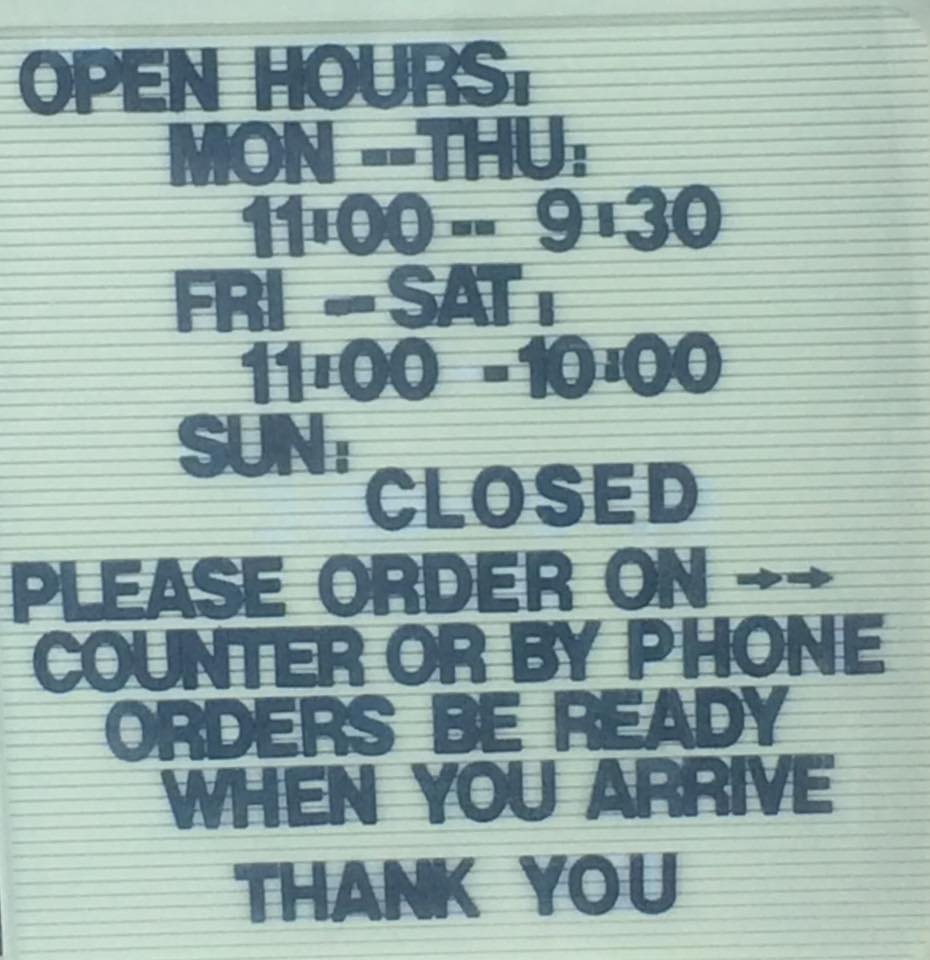 OPEN HOURS:
MON --THU:
11:00 -- 9:30
FRI --SAT:
11:00 -10:00
SUN:
CLOSED
PLEASE ORDER ON →→
COUNTER OR BY PHONE
ORDERS BE READY
WHEN YOU ARRIVE
THANK YOU